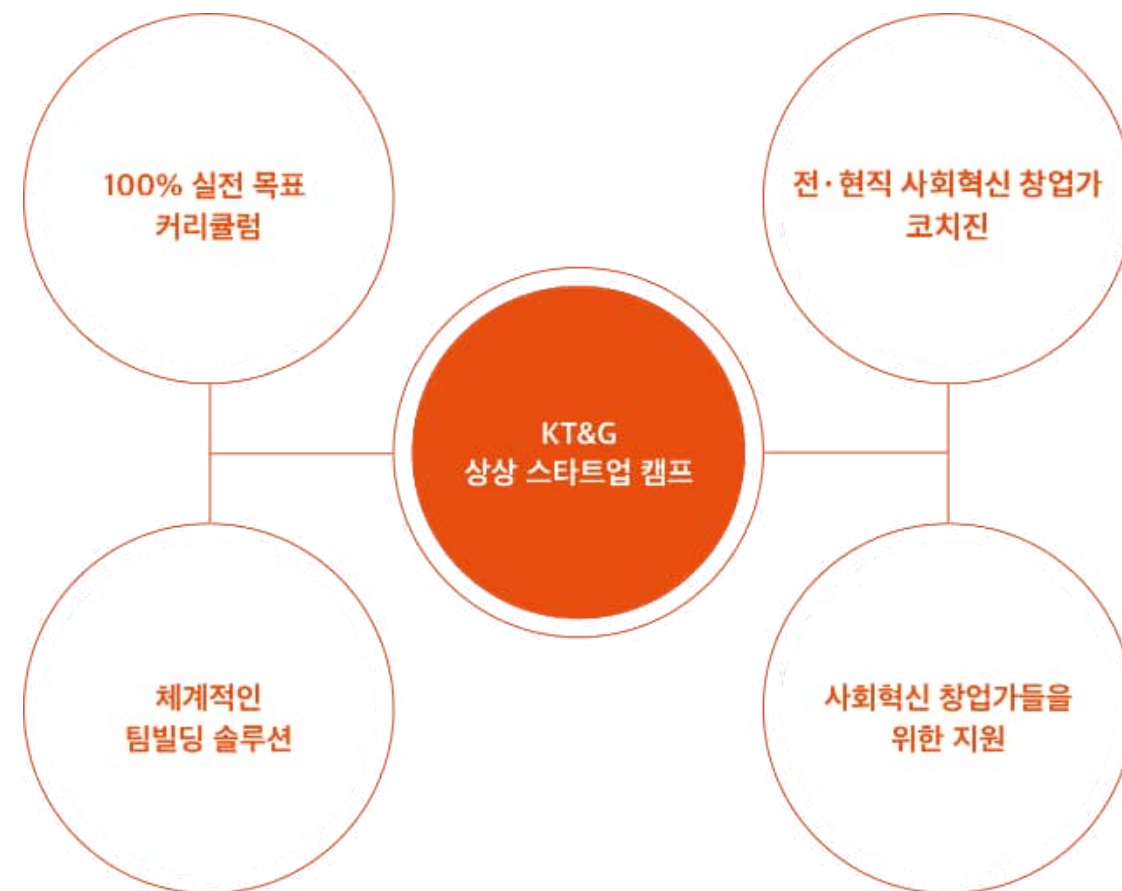 100% 실전 목표
커리큘럼
전·현직 사회혁신 창업가
코치진
KT&G
상상 스타트업 캠프
체계적인
팀빌딩 솔루션
사회혁신 창업가들을
위한 지원